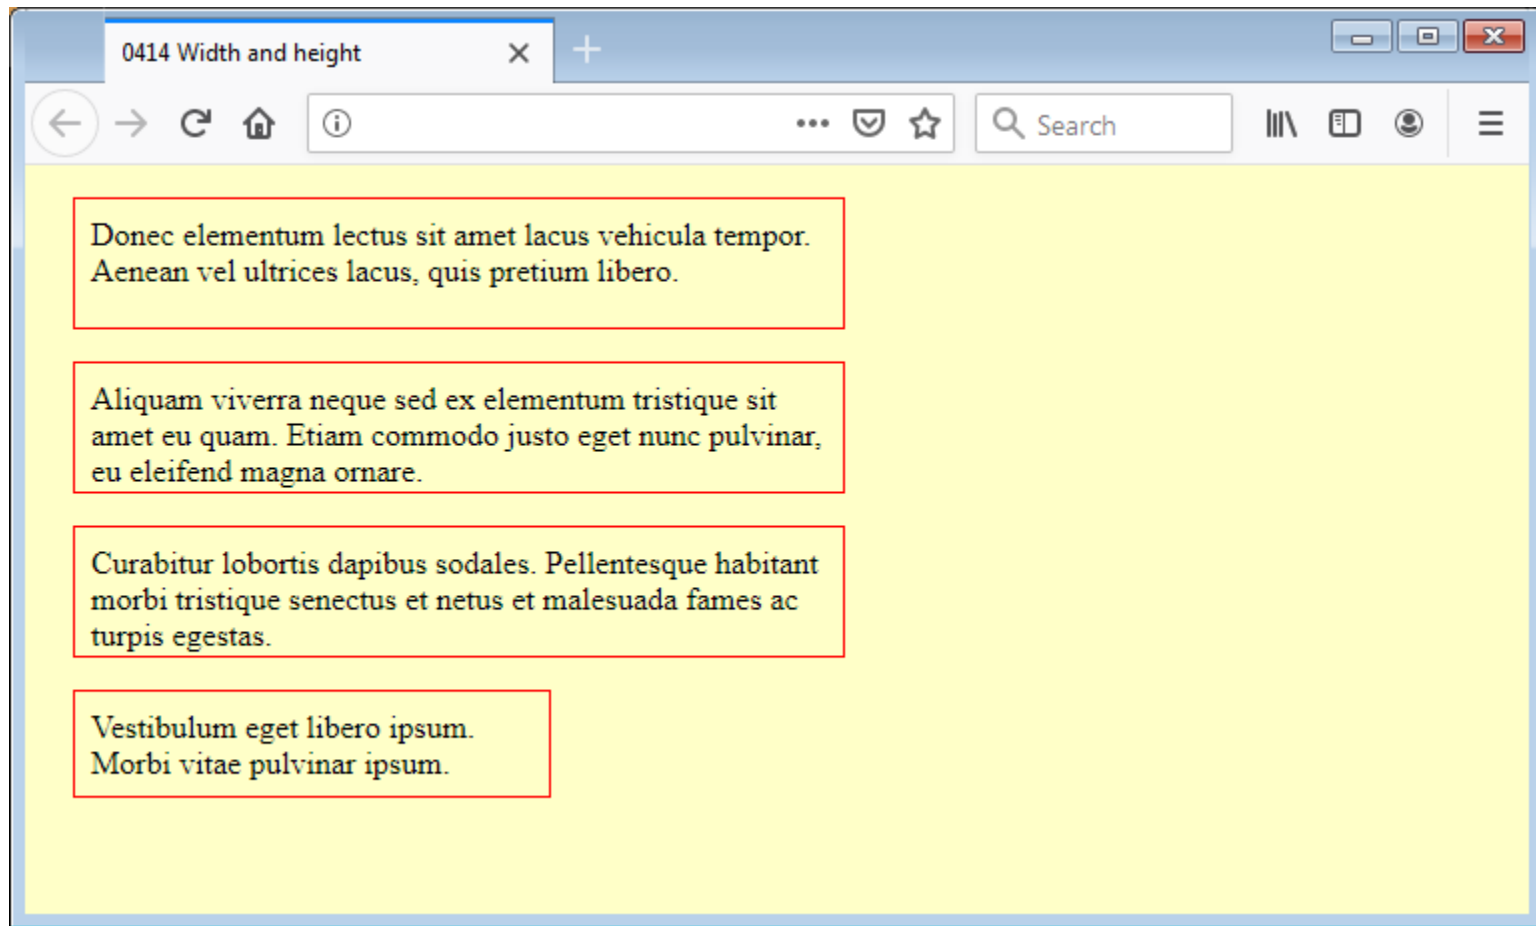 0414 Width and height
Search
Donec elementum lectus sit amet lacus vehicula tempor.
Aenean vel ultrices lacus, quis pretium libero.
Aliquam viverra neque sed ex elementum tristique sit
amet eu quam. Etiam commodo justo eget nunc pulvinar,
eu eleifend magna ornare.
Curabitur lobortis dapibus sodales. Pellentesque habitant
morbi tristique senectus et netus et malesuada fames ac
turpis egestas.
Vestibulum eget libero ipsum.
Morbi vitae pulvinar ipsum.